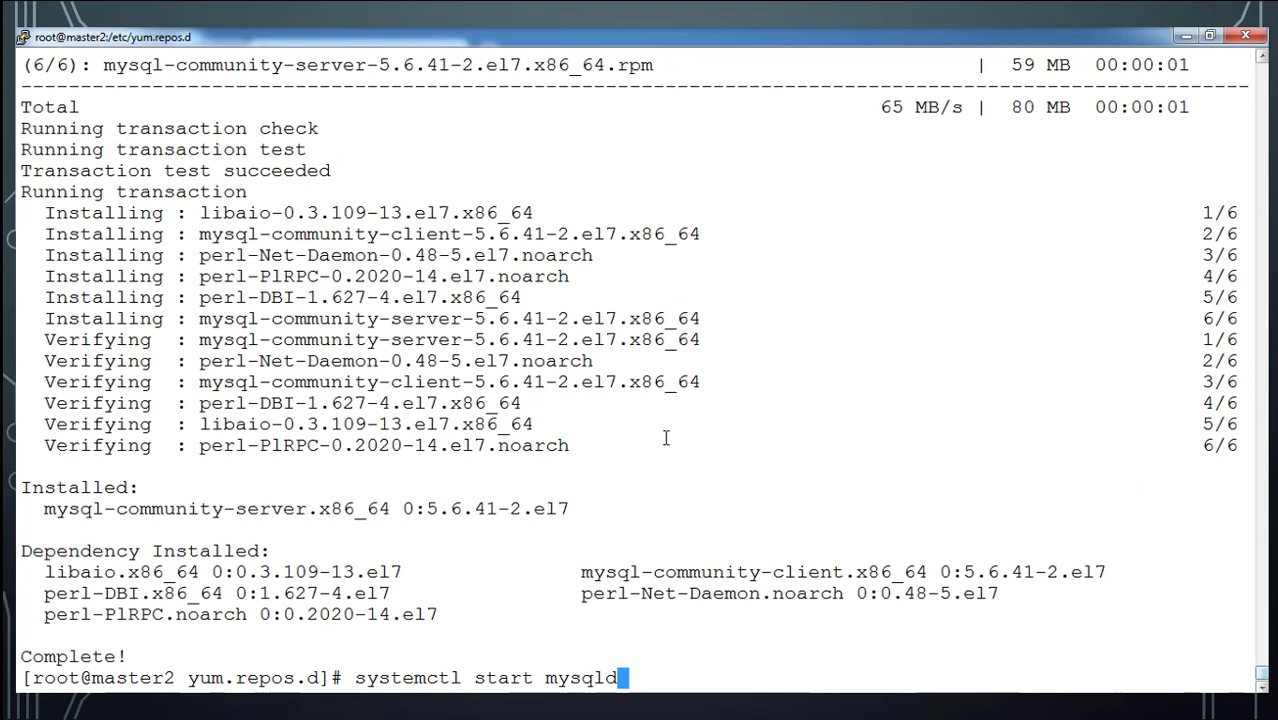 root@master2:/etc/yum.repos.d
(6/6): mysql-community-server-5.6.41-2.el7.x86_64.rpm | 59 MB 00:00:01
--------------------------------------------------------------------------------------------------------
Total 65 MB/s | 80 MB 00:00:01
Running transaction check
Running transaction test
Transaction test succeeded
Running transaction
Installing : libaio-0.3.109-13.el7.x86_64 1/6
Installing : mysql-community-client-5.6.41-2.el7.x86_64 2/6
Installing : perl-Net-Daemon-0.48-5.el7.noarch 3/6
Installing : perl-PlRPC-0.2020-14.el7.noarch 4/6
Installing : perl-DBI-1.627-4.el7.x86_64 5/6
Installing : mysql-community-server-5.6.41-2.el7.x86_64 6/6
Verifying : mysql-community-server-5.6.41-2.el7.x86_64 1/6
Verifying : perl-Net-Daemon-0.48-5.el7.noarch 2/6
Verifying : mysql-community-client-5.6.41-2.el7.x86_64 3/6
Verifying : perl-DBI-1.627-4.el7.x86_64 4/6
Verifying : libaio-0.3.109-13.el7.x86_64 5/6
Verifying : perl-PlRPC-0.2020-14.el7.noarch 6/6
Installed:
mysql-community-server.x86_64 0:5.6.41-2.el7
Dependency Installed:
libaio.x86_64 0:0.3.109-13.el7 mysql-community-client.x86_64 0:5.6.41-2.el7
perl-DBI.x86_64 0:1.627-4.el7 perl-Net-Daemon.noarch 0:0.48-5.el7
perl-PlRPC.noarch 0:0.2020-14.el7
Complete!
[root@master2 yum.repos.d]# systemctl start mysqld